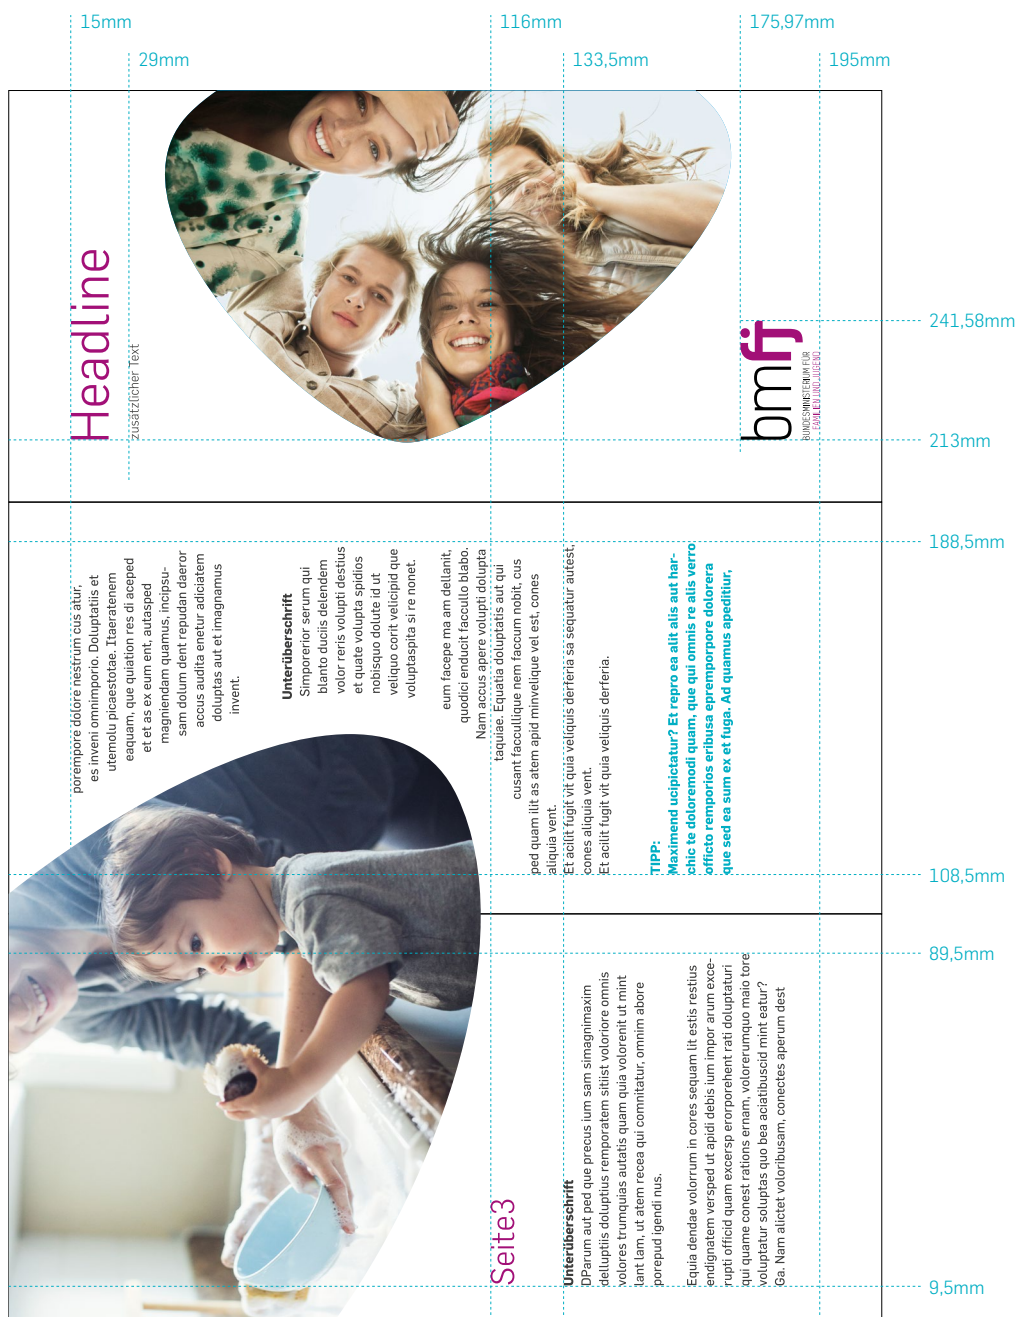 15mm
116mm
175,97mm
29mm
133,5mm
195mm
Headline
zusätzlicher Text
bmfj
BUNDESMINISTERIUM FÜR
FAMILIEN UND JUGEND
241,58mm
213mm
188,5mm
porempore dolore nestrum cus atur,
es inveni omnimporio. Doluptatiis et
utemolu picaestotae. Itaeratenem
eaquam, que quiation res di aceped
et et as ex eum ent, autasped
magniendam quamus, incipsu-
sam dolum dent repudan daeror
accus audita enetur adiciatem
doluptas aut et imagnamus
invent.
Unterüberschrift
Simporerior serum qui
blanto duciis delendem
volor reris volupti destius
et quate volupta spidios
nobisquo dolute id ut
veliquo corit velicipid que
voluptaspita si re nonet.
eum facepe ma am dellanit,
quodici enducit faccullo blabo.
Nam accus apere volupti dolupta
taquiae. Equatia doluptatis aut qui
cusant faccullique nem faccum nobit, cus
ped quam ilit as atem apid minvelique vel est, cones
aliquia vent.
Et acilit fugit vit quia veliquis derferia sa sequatur autest,
cones aliquia vent.
Et acilit fugit vit quia veliquis derferia.
TIPP:
Maximend ucipictatur? Et repro ea alit alis aut har-
chic te doloremodi quam, que qui omnis re alis verro
officto remporios eribusa epremporpore dolorera
que sed ea sum ex et fuga. Ad quamus apeditiur,
108,5mm
89,5mm
Seite3
Unterüberschrift
DParum aut ped que precus ium sam simagnimaxim
delluptiis doluptius remporatem sitiist voloriore omnis
volores trumquias autatis quam quia volorenit ut mint
lant lam, ut atem recea qui comnitatur, omnim abore
porepud igendi nus.
Equia dendae volorrum in cores sequam lit estis restius
endignatem versped ut apidi debis ium impor arum exce-
rupti officid quam excersp erorporehent rati doluptaturi
qui quame conest rations ernam, volorerumquo maio tore
voluptatur soluptas quo bea aciatibuscid mint eatur?
Ga. Nam alictet voloribusam, conectes aperum dest
9,5mm